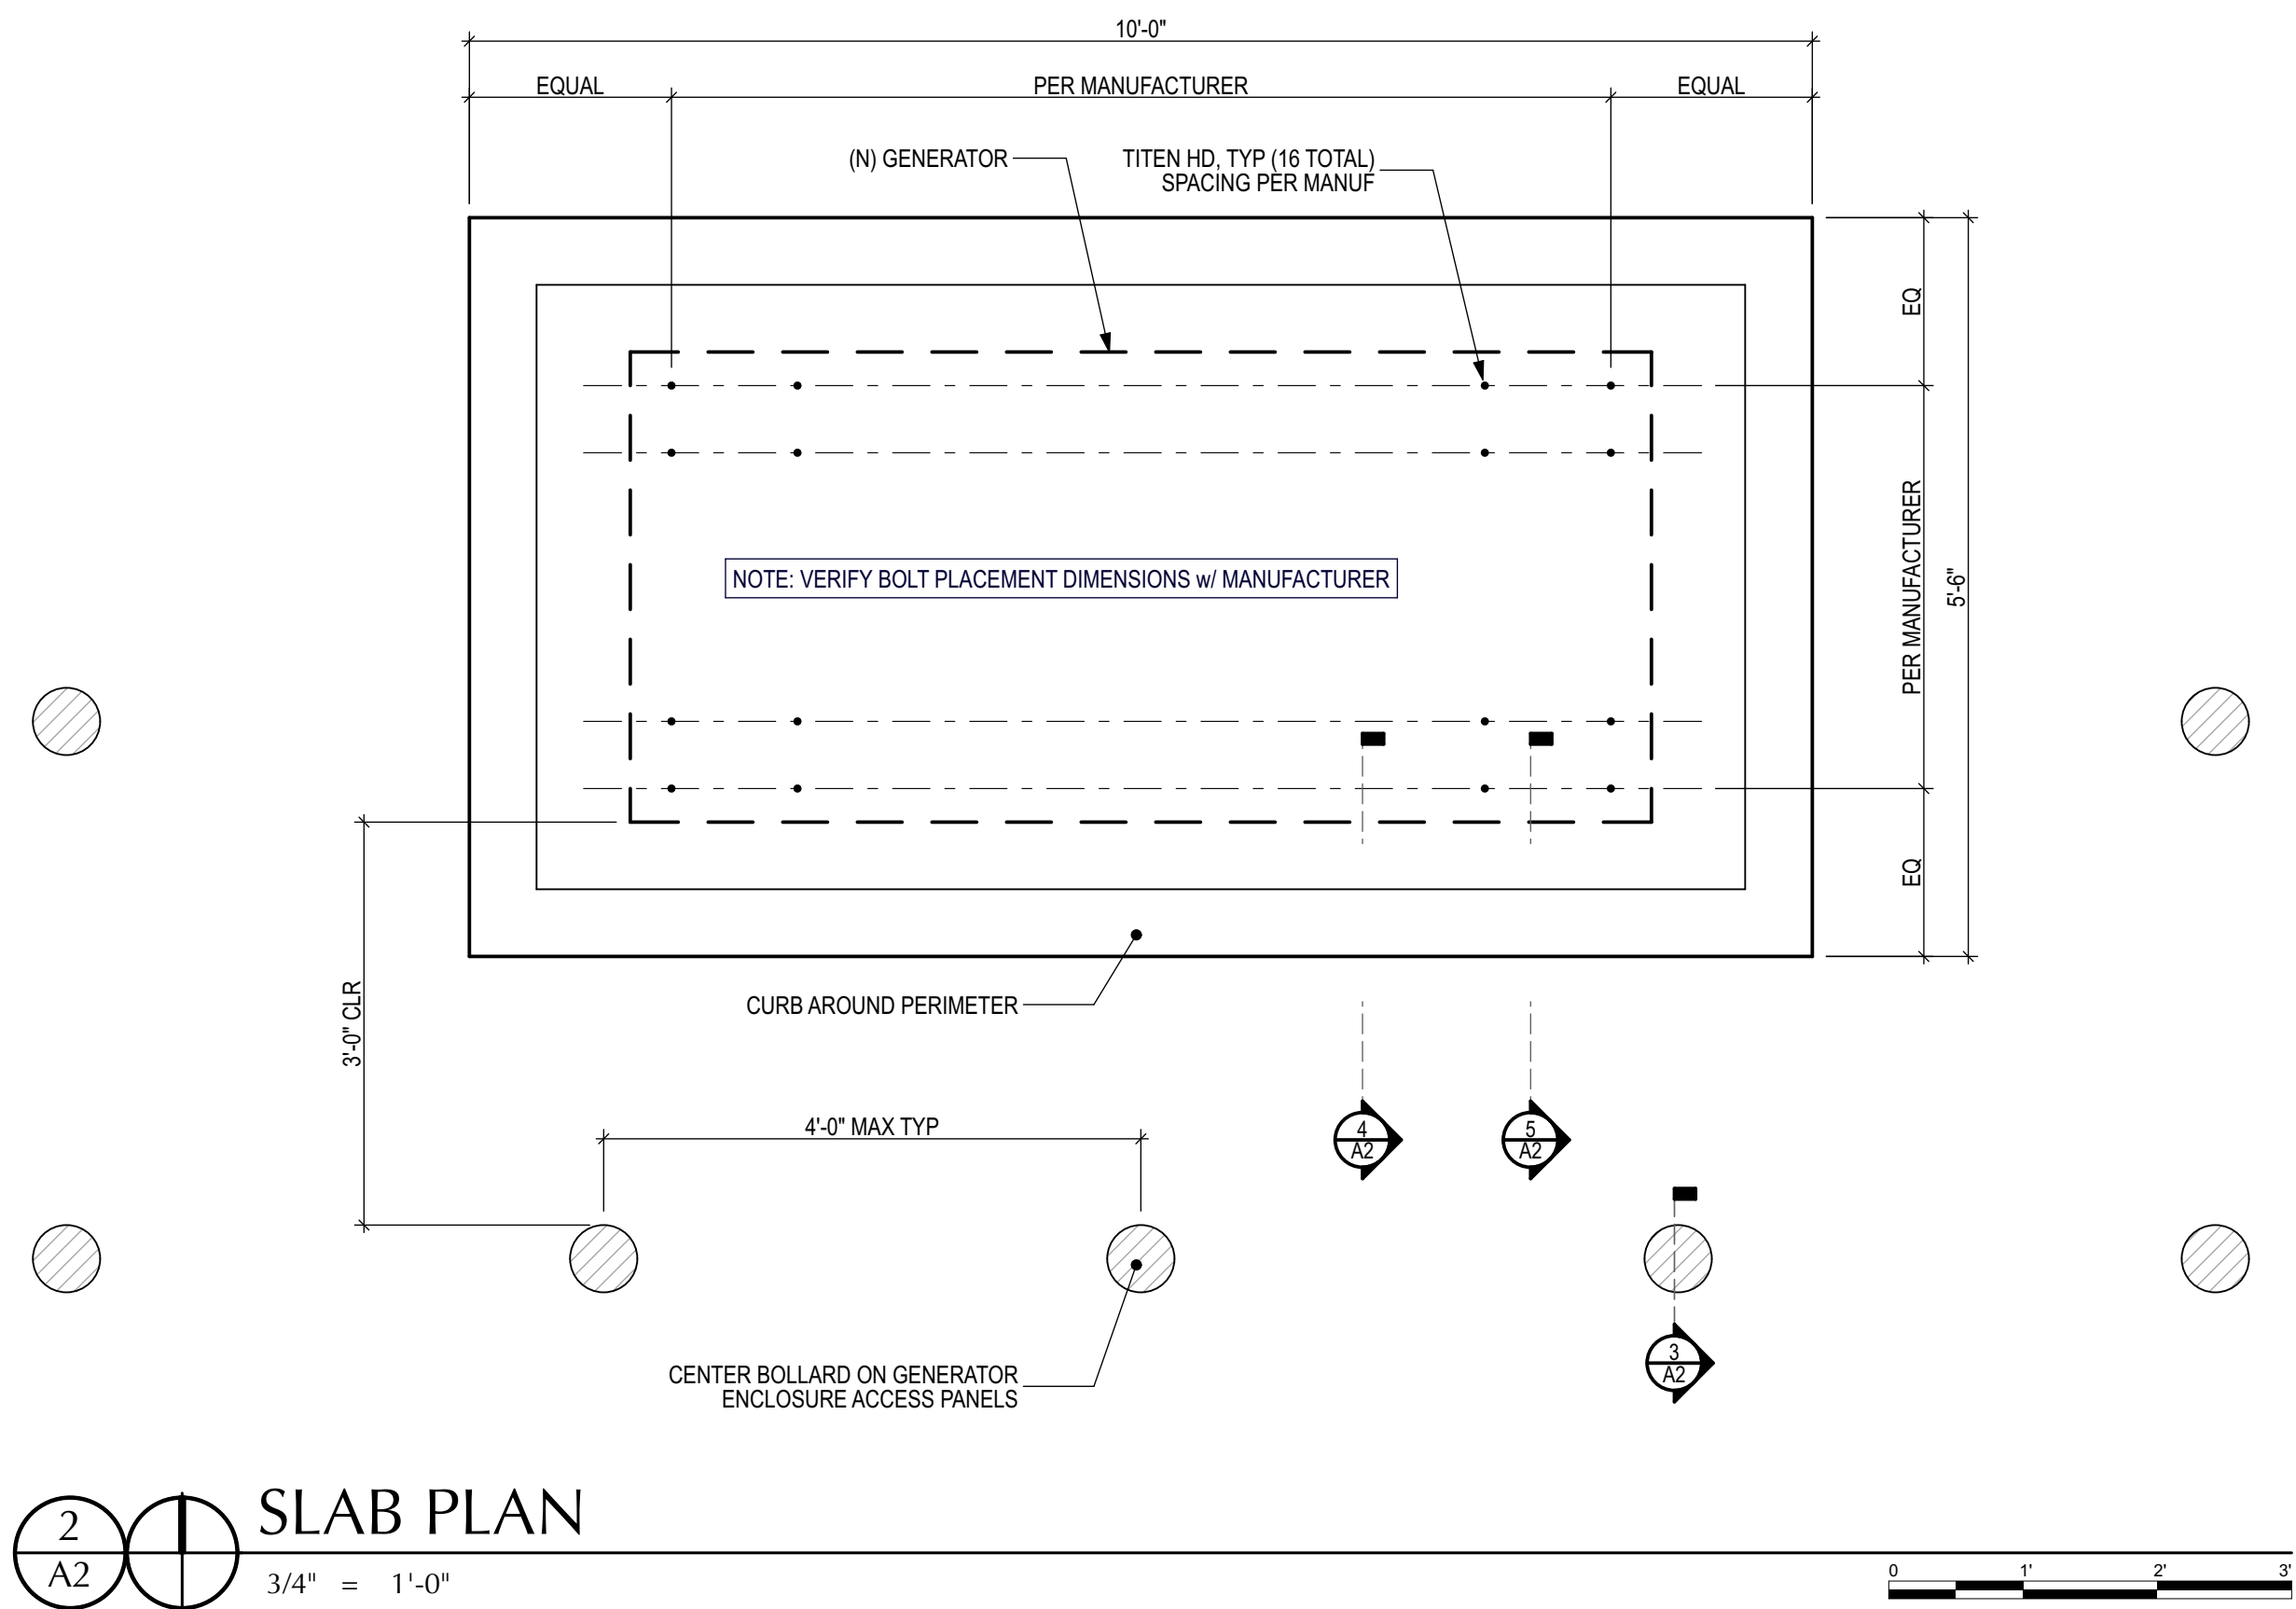 10'-0"
EQUAL
PER MANUFACTURER
EQUAL
(N) GENERATOR
TITEN HD, TYP (16 TOTAL)
SPACING PER MANUF
EQ
NOTE: VERIFY BOLT PLACEMENT DIMENSIONS w/ MANUFACTURER
PER MANUFACTURER
5'-6"
EQ
3'-0" CLR
CURB AROUND PERIMETER
4'-0" MAX TYP
4
A2
5
A2
3
A2
CENTER BOLLARD ON GENERATOR
ENCLOSURE ACCESS PANELS
2
A2
SLAB PLAN
3/4" = 1'-0"
0 1' 2' 3'